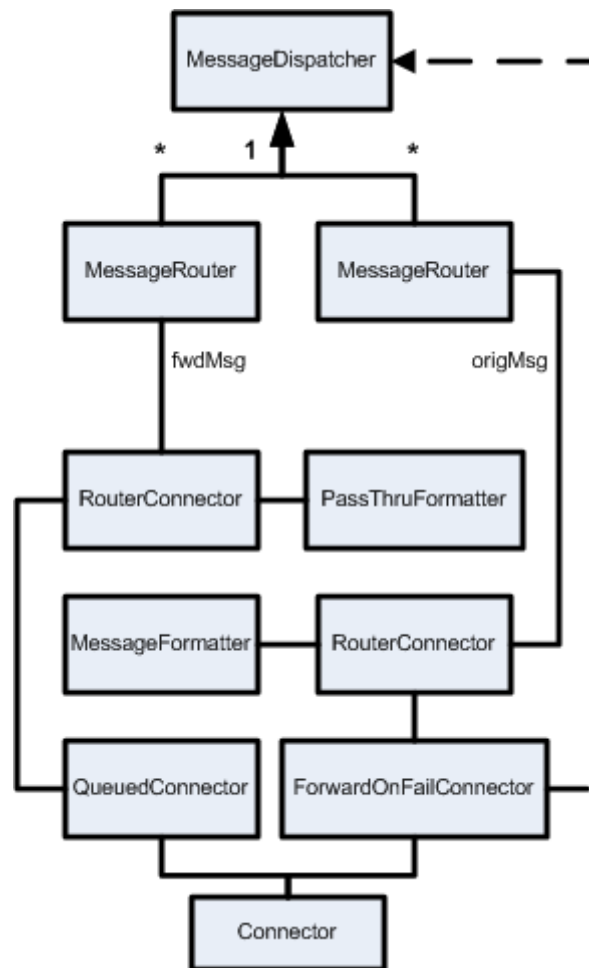 MessageDispatcher
* 1 *
MessageRouter MessageRouter
fwdMsg origMsg
RouterConnector PassThruFormatter
MessageFormatter RouterConnector
QueuedConnector ForwardOnFailConnector
Connector